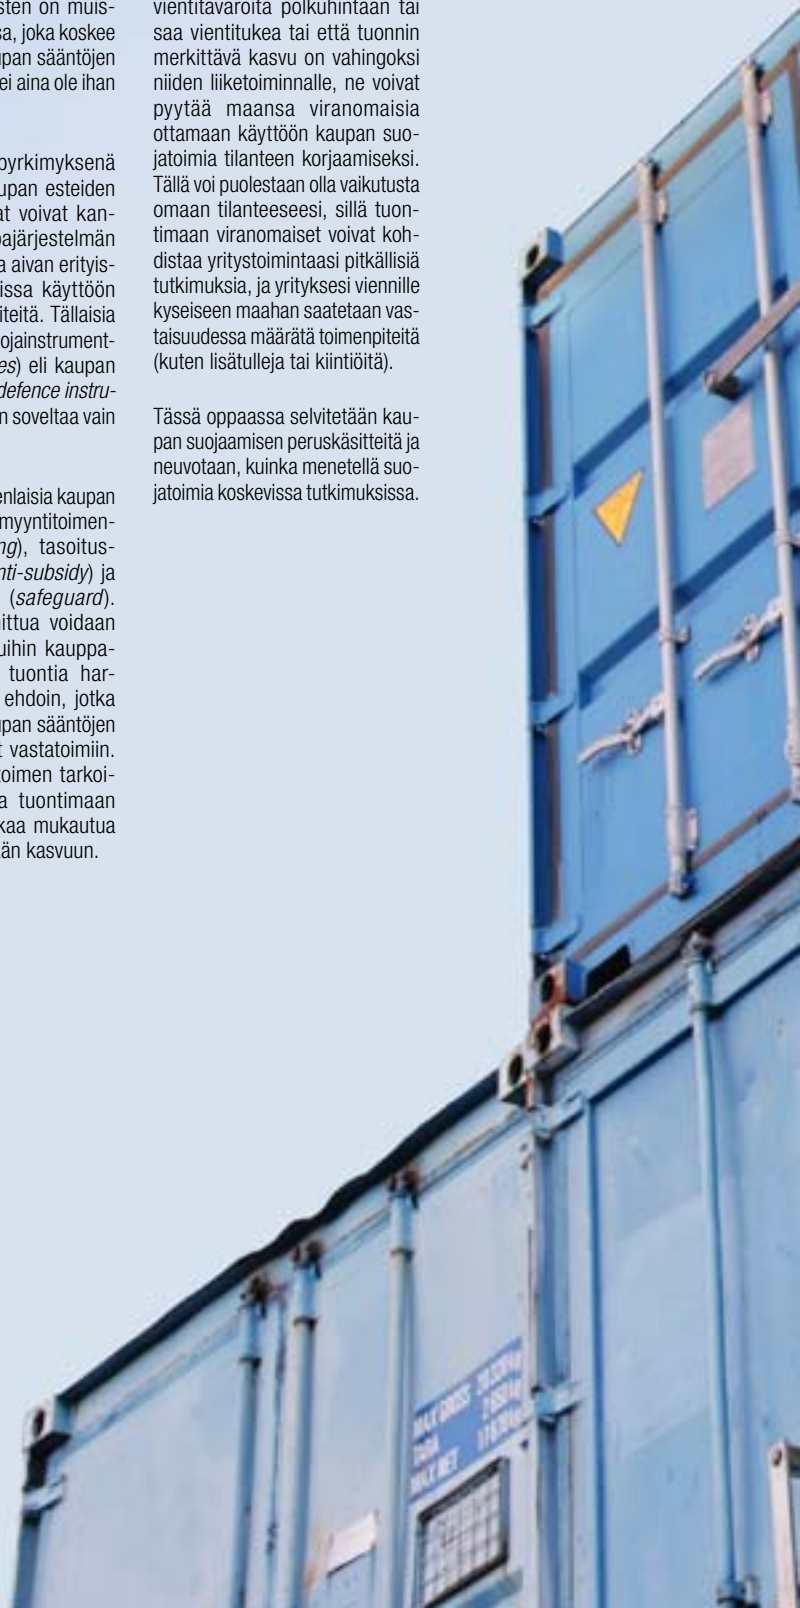 sten on muis-
sa, joka koskee
upan sääntöjen
ei aina ole ihan
pyrkimyksenä
upan esteiden
at voivat kan-
pajärjestelmän
a aivan erityis-
issa käyttöön
iteitä. Tällaisia
ojainstrument-
es) eli kaupan
defence instru-
n soveltaa vain
enlaisia kaupan
myyntitoimen-
ng), tasoitus-
nti-subsidy) ja
(safeguard).
ittua voidaan
uihin kauppa-
tuontia har-
ehdoin, jotka
upan sääntöjen
t vastatoimiin.
toimen tarkoi-
a tuontimaan
kaa mukautua
än kasvuun.
vientitavaroita polkuhintaan tai
saa vientitukea tai että tuonnin
merkittävä kasvu on vahingoksi
niiden liiketoiminnalle, ne voivat
pyytää maansa viranomaisia
ottamaan käyttöön kaupan suo-
jatoimia tilanteen korjaamiseksi.
Tällä voi puolestaan olla vaikutusta
omaan tilanteeseesi, sillä tuon-
timaan viranomaiset voivat koh-
distaa yritystoimintaasi pitkällisiä
tutkimuksia, ja yrityksesi viennille
kyseiseen maahan saatetaan vas-
taisuudessa määrätä toimenpiteitä
(kuten lisätulleja tai kiintiöitä).
Tässä oppaassa selvitetään kau-
pan suojaamisen peruskäsitteitä ja
neuvotaan, kuinka menetellä suo-
jatoimia koskevissa tutkimuksissa.
MAX GROSS
TARA
MAX NET